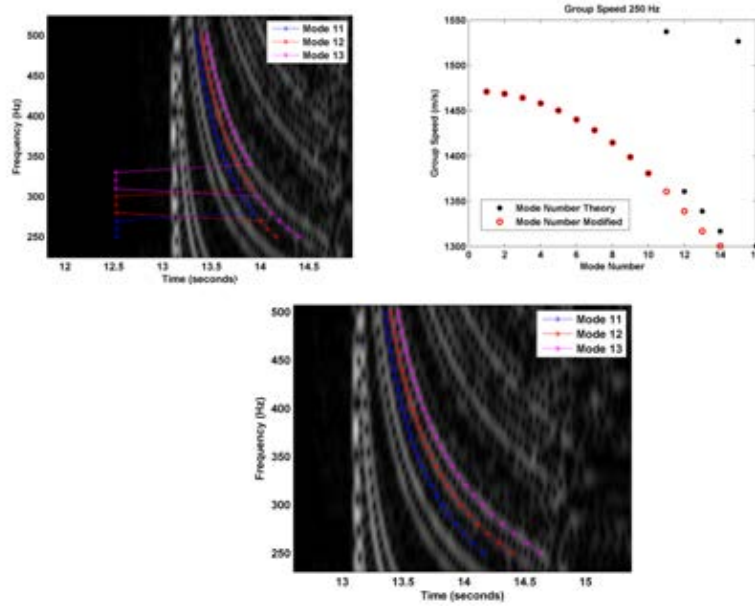 Mode 11
Mode 12
Mode 13
500
450
400
350
300
250
Frequency (Hz)
12
12.5
13
13.5
14
14.5
Time (seconds)
Group Speed 250 Hz
1550
1500
1450
1400
1350
1300
Group Speed (m/s)
Mode Number Theory
Mode Number Modified
0
2
4
6
8
10
12
14
Mode Number
Mode 11
Mode 12
Mode 13
500
450
400
350
300
250
Frequency (Hz)
13
13.5
14
14.5
15
Time (seconds)